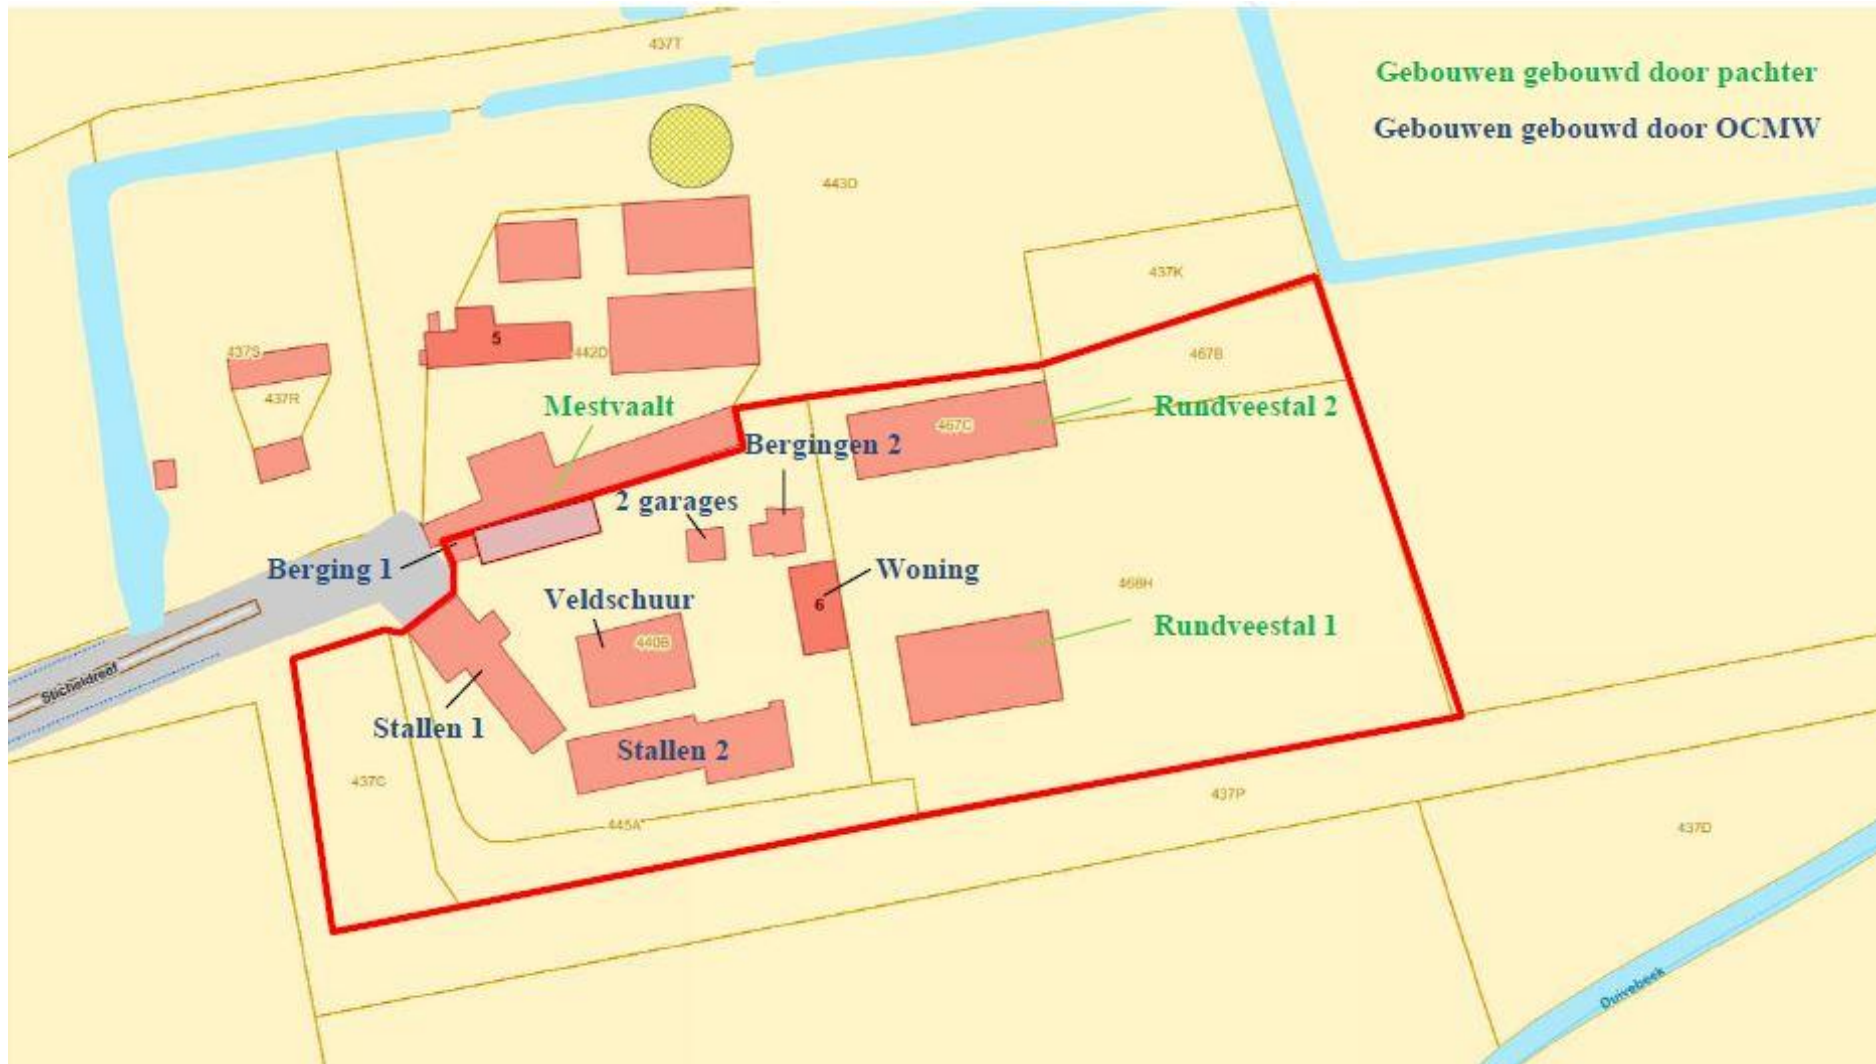 437T
Gebouwen gebouwd door pachter
Gebouwen gebouwd door OCMW
443D
437K
5
437S
442D
467B
437R
Mestvaalt
Rundveestal 2
467C
Bergingen 2
2 garages
Berging 1
Woning
468H
Veldschuur
6
Rundveestal 1
440B
Sticheldreef
Stallen 1
Stallen 2
437C
437P
445A
437D
Duivebeek